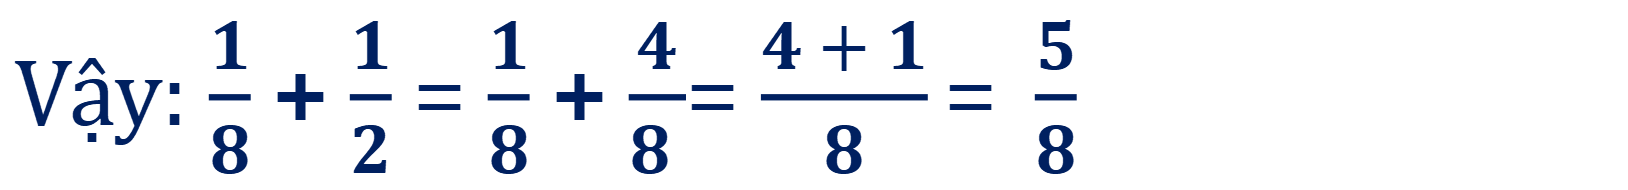 Vậy: 1/8 + 1/2 = 1/8 + 4/8 = (4 + 1)/8 = 5/8